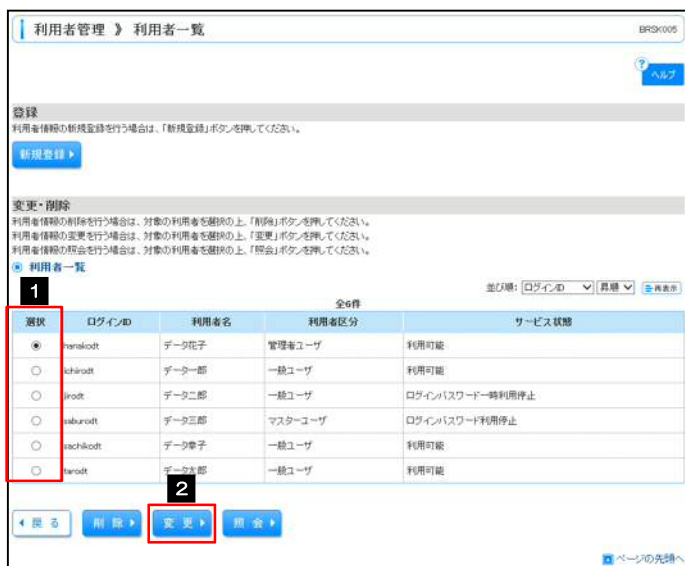 利用者管理 》 利用者一覧 BRSK005
? ヘルプ
登録
利用者情報の新規登録を行う場合は、「新規登録」ボタンを押してください。
新規登録
変更・削除
利用者情報の削除を行う場合は、対象の利用者を選択の上、「削除」ボタンを押してください。
利用者情報の変更を行う場合は、対象の利用者を選択の上、「変更」ボタンを押してください。
利用者情報の照会を行う場合は、対象の利用者を選択の上、「照会」ボタンを押してください。
利用者一覧
1
並び順: ログインID 昇順 再表示
全6件
選択 ログインID 利用者名 利用者区分 サービス状態
hanakodt データ花子 管理者ユーザ 利用可能
ichirodt データ一郎 一般ユーザ 利用可能
jirodt データ二郎 一般ユーザ ログインパスワード一時利用停止
saburodt データ三郎 マスターユーザ ログインパスワード利用停止
sachikodt データ幸子 一般ユーザ 利用可能
tarodt データ太郎 一般ユーザ 利用可能
2
戻る 削除 変更 照会
ページの先頭へ